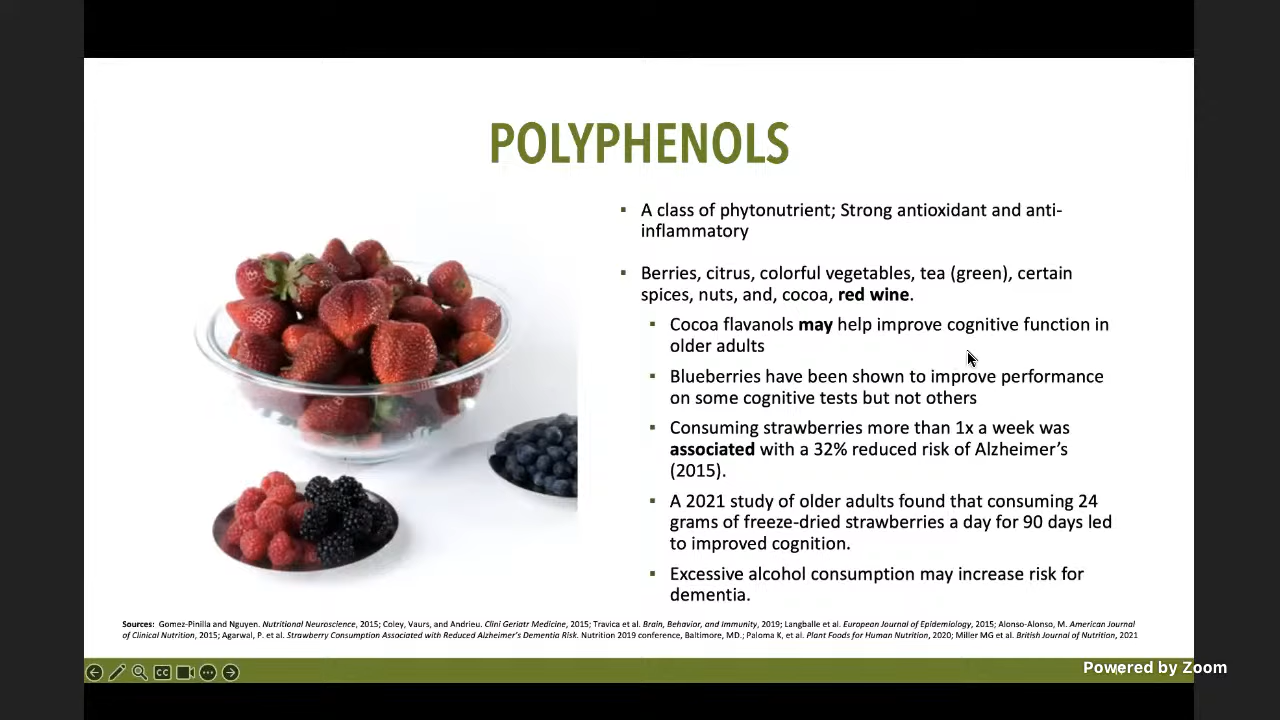 POLYPHENOLS
▪ A class of phytonutrient; Strong antioxidant and anti-
inflammatory
▪ Berries, citrus, colorful vegetables, tea (green), certain
spices, nuts, and, cocoa, red wine.
▪ Cocoa flavanols may help improve cognitive function in
older adults
▪ Blueberries have been shown to improve performance
on some cognitive tests but not others
▪ Consuming strawberries more than 1x a week was
associated with a 32% reduced risk of Alzheimer’s
(2015).
▪ A 2021 study of older adults found that consuming 24
grams of freeze-dried strawberries a day for 90 days led
to improved cognition.
▪ Excessive alcohol consumption may increase risk for
dementia.
Sources: Gomez-Pinilla and Nguyen. Nutritional Neuroscience, 2015; Coley, Vaurs, and Andrieu. Clini Geriatr Medicine, 2015; Travica et al. Brain, Behavior, and Immunity, 2019; Langballe et al. European Journal of Epidemiology, 2015; Alonso-Alonso, M. American Journal
of Clinical Nutrition, 2015; Agarwal, P. et al. Strawberry Consumption Associated with Reduced Alzheimer’s Dementia Risk. Nutrition 2019 conference, Baltimore, MD.; Paloma K, et al. Plant Foods for Human Nutrition, 2020; Miller MG et al. British Journal of Nutrition, 2021
CC
Powered by Zoom